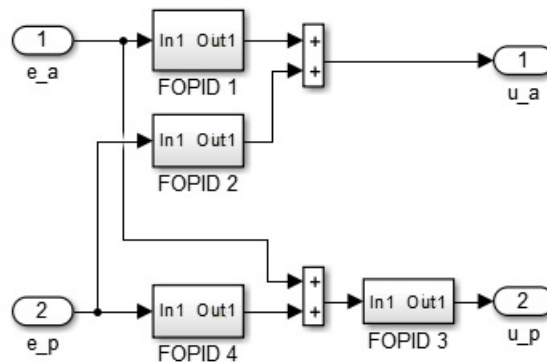 1
In1 Out1
+
+
1
e_a
FOPID 1
u_a
In1 Out1
FOPID 2
2
In1 Out1
+
+
In1 Out1
2
e_p
FOPID 4
FOPID 3
u_p